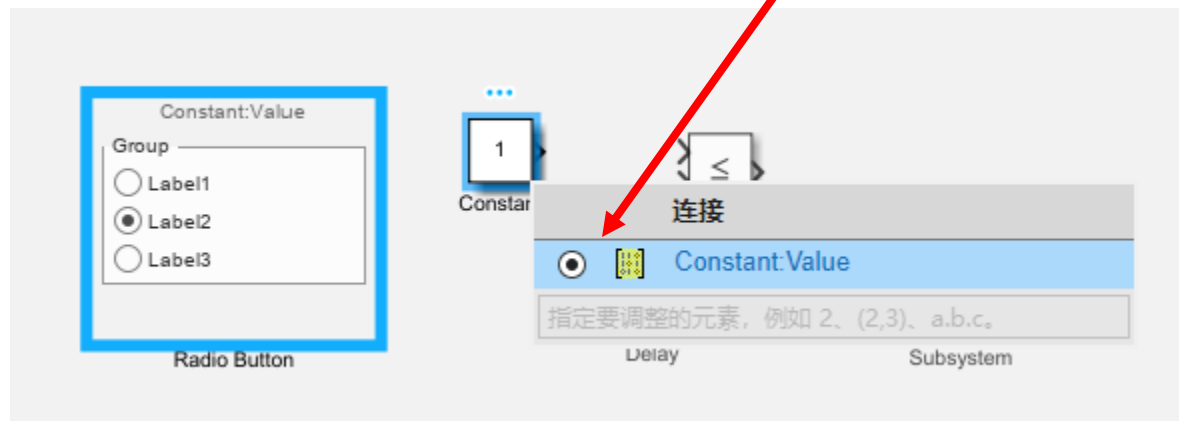 Constant:Value
Group
Label1
Label2
Label3
Radio Button
1
Constan
≤
连接
Constant:Value
指定要调整的元素，例如 2、(2,3)、a.b.c。
Delay
Subsystem